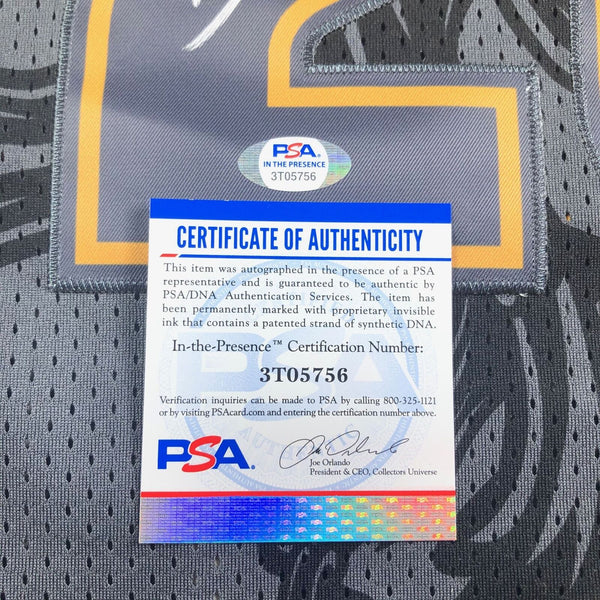 2
PSA
IN THE PRESENCE
3T05756
CERTIFICATE OF AUTHENTICITY
This item was autographed in the presence of a PSA
representative and is guaranteed to be authentic by
PSA/DNA Authentication Services. The item has
been permanently marked with proprietary invisible
ink that contains a patented strand of synthetic DNA.
In-the-Presence™ Certification Number:
3T05756
Verification inquiries can be made to PSA by calling 800-325-1121
or by visiting PSAcard.com and entering the certification number above.
PSA
Joe Orlando
President & CEO, Collectors Universe